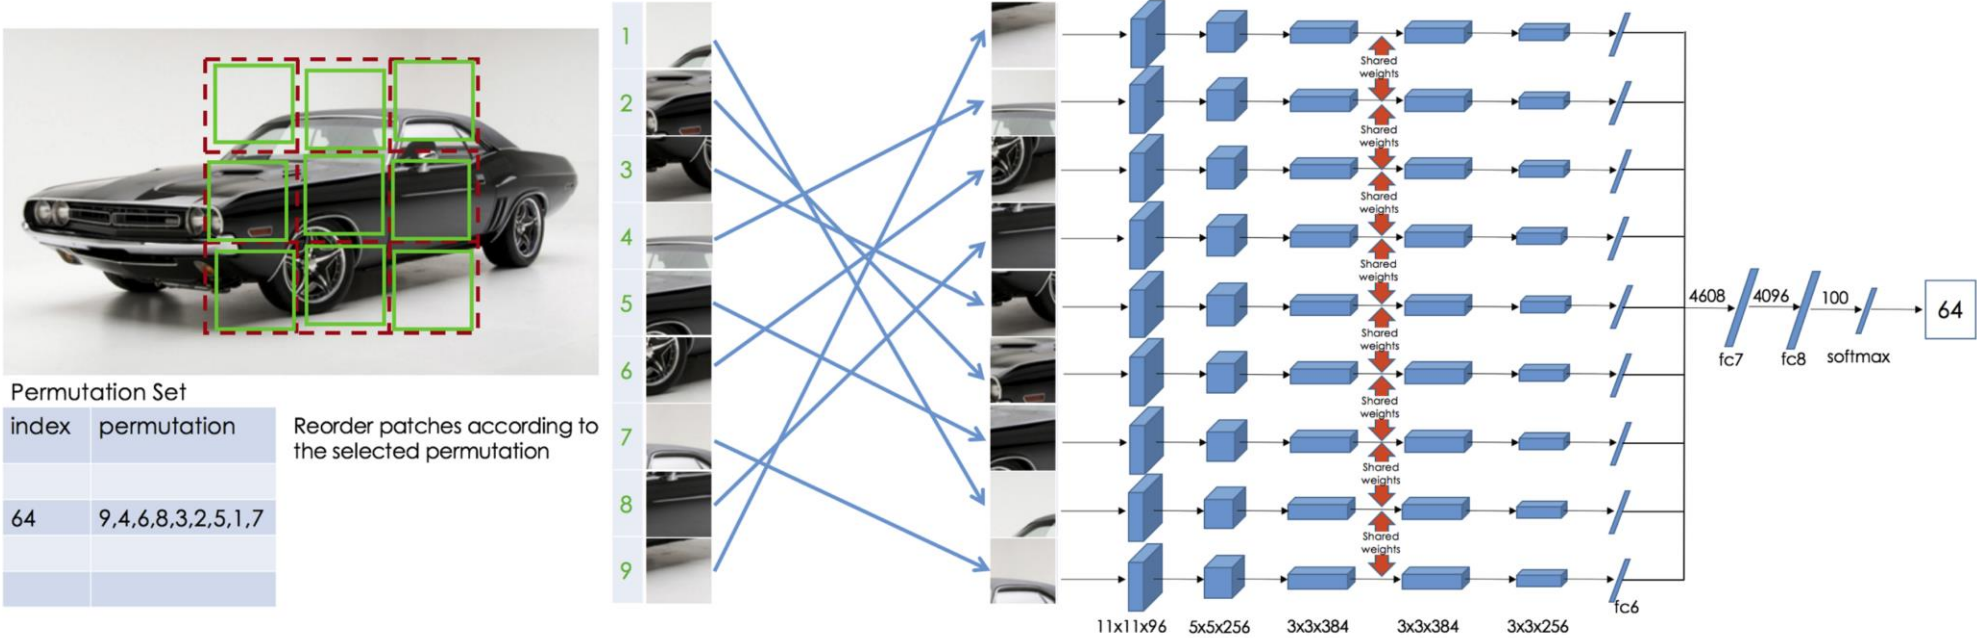 Permutation Set
index permutation
64 9,4,6,8,3,2,5,1,7
Reorder patches according to
the selected permutation
1
2
3
4
5
6
7
8
9
Shared
weights
Shared
weights
Shared
weights
Shared
weights
Shared
weights
Shared
weights
Shared
weights
Shared
weights
11x11x96 5x5x256 3x3x384 3x3x384 3x3x256
fc6
4608 4096 100
fc7 fc8 softmax
64